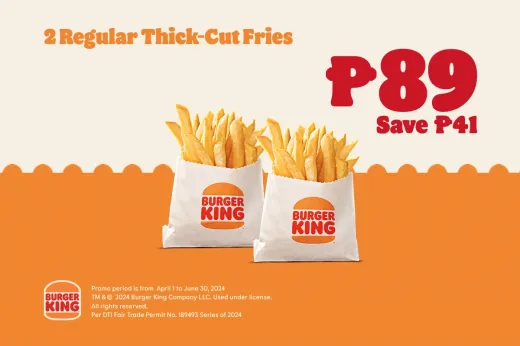 2 Regular Thick-Cut Fries
₱89
Save ₱41
BURGER
KING
BURGER
KING
BURGER
KING
Promo period is from April 1 to June 30, 2024
TM & © 2024 Burger King Company LLC. Used under license.
All rights reserved.
Per DTI Fair Trade Permit No. 189493 Series of 2024